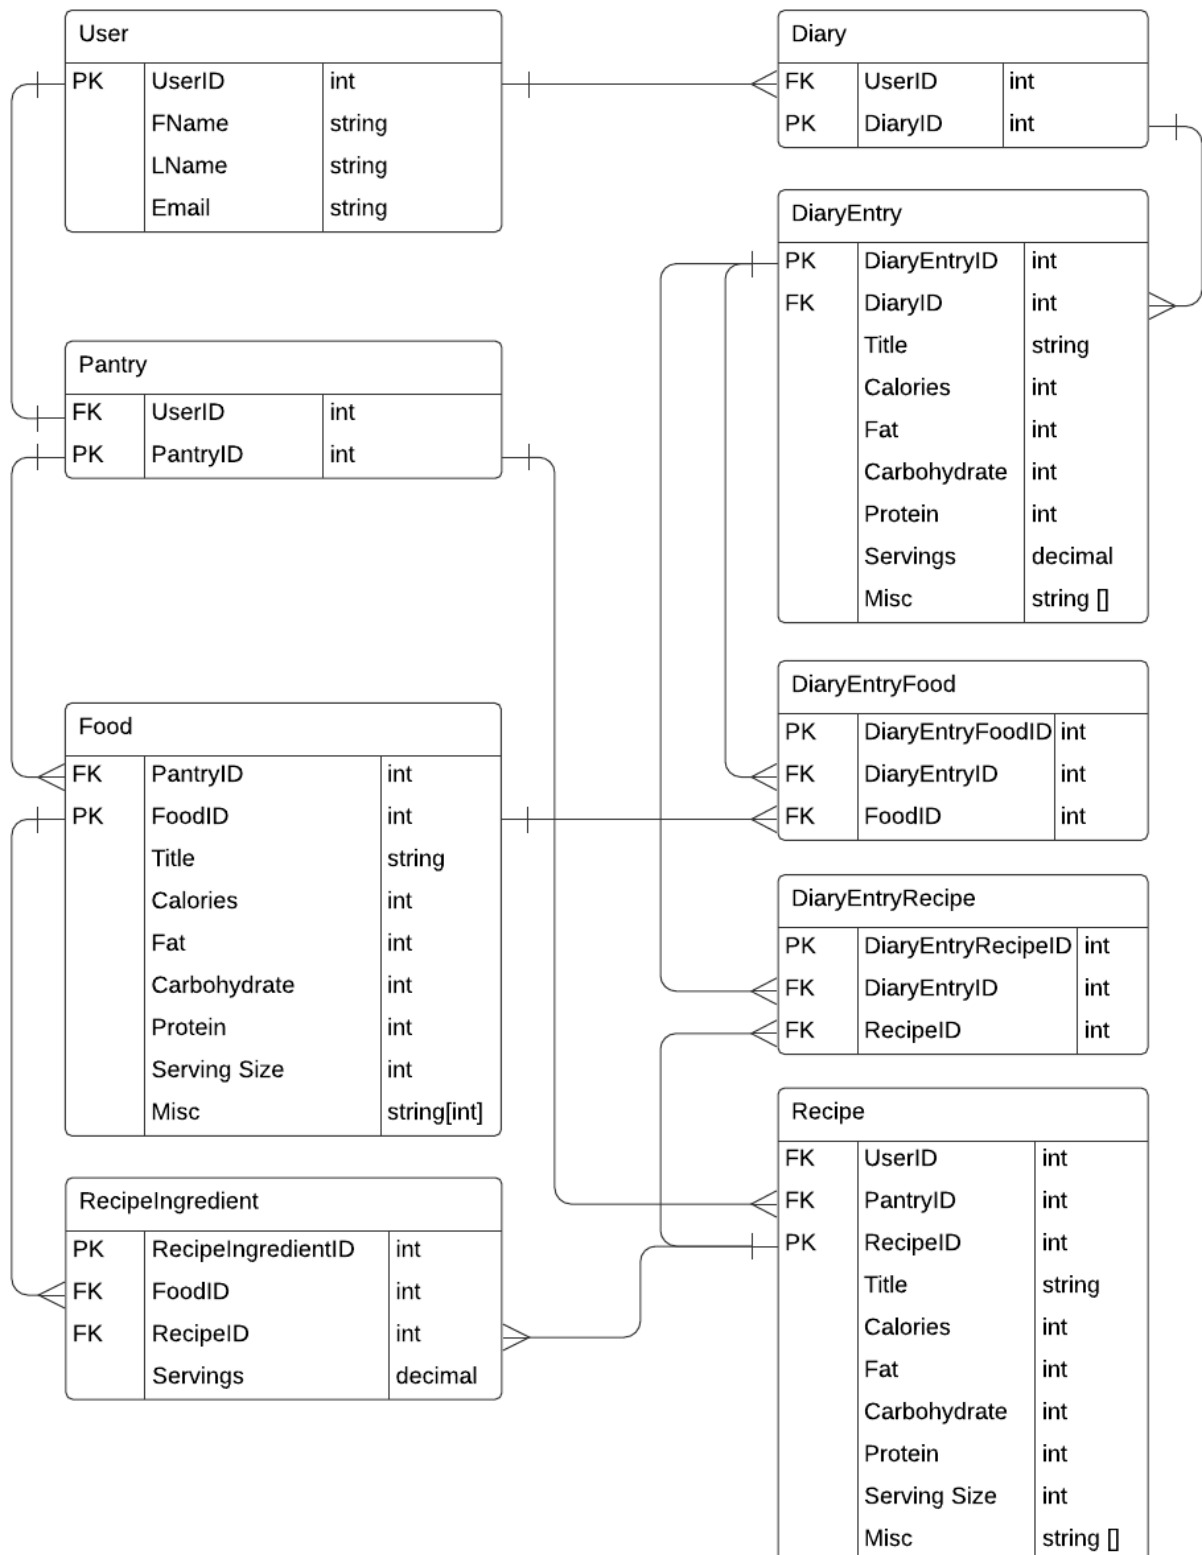 User
PK UserID int
FName string
LName string
Email string
Diary
FK UserID int
PK DiaryID int
DiaryEntry
PK DiaryEntryID int
FK DiaryID int
Title string
Calories int
Fat int
Carbohydrate int
Protein int
Servings decimal
Misc string []
Pantry
FK UserID int
PK PantryID int
DiaryEntryFood
PK DiaryEntryFoodID int
FK DiaryEntryID int
FK FoodID int
Food
FK PantryID int
PK FoodID int
Title string
Calories int
Fat int
Carbohydrate int
Protein int
Serving Size int
Misc string[int]
DiaryEntryRecipe
PK DiaryEntryRecipeID int
FK DiaryEntryID int
FK RecipeID int
RecipeIngredient
PK RecipeIngredientID int
FK FoodID int
FK RecipeID int
Servings decimal
Recipe
FK UserID int
FK PantryID int
PK RecipeID int
Title string
Calories int
Fat int
Carbohydrate int
Protein int
Serving Size int
Misc string []